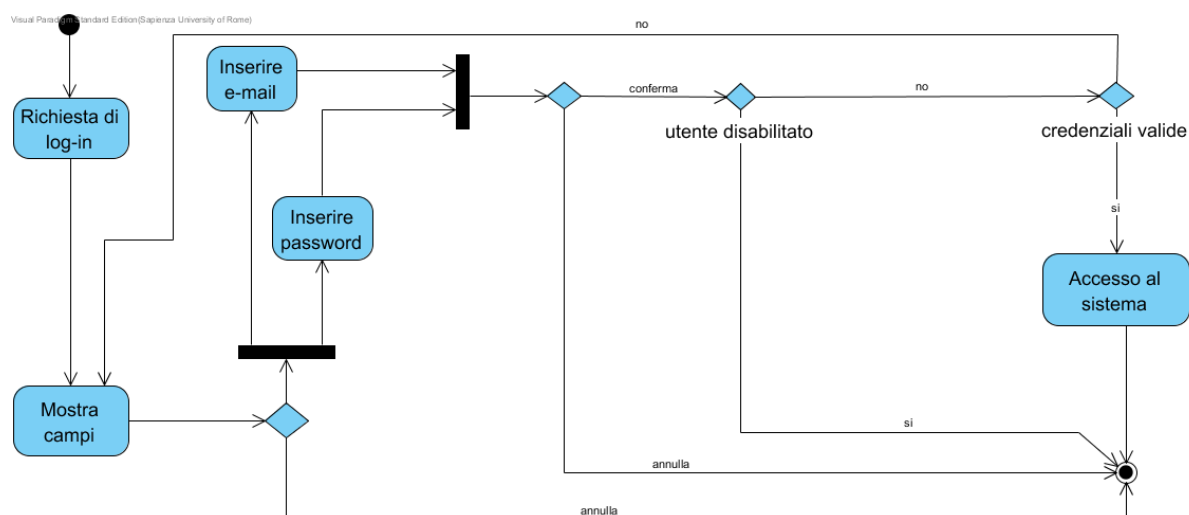 Visual Paradigm Standard Edition(Sapienza University of Rome)
no
Inserire
e-mail
conferma
no
Richiesta di
log-in
utente disabilitato
credenziali valide
si
Inserire
password
Accesso al
sistema
Mostra
campi
si
annulla
annulla